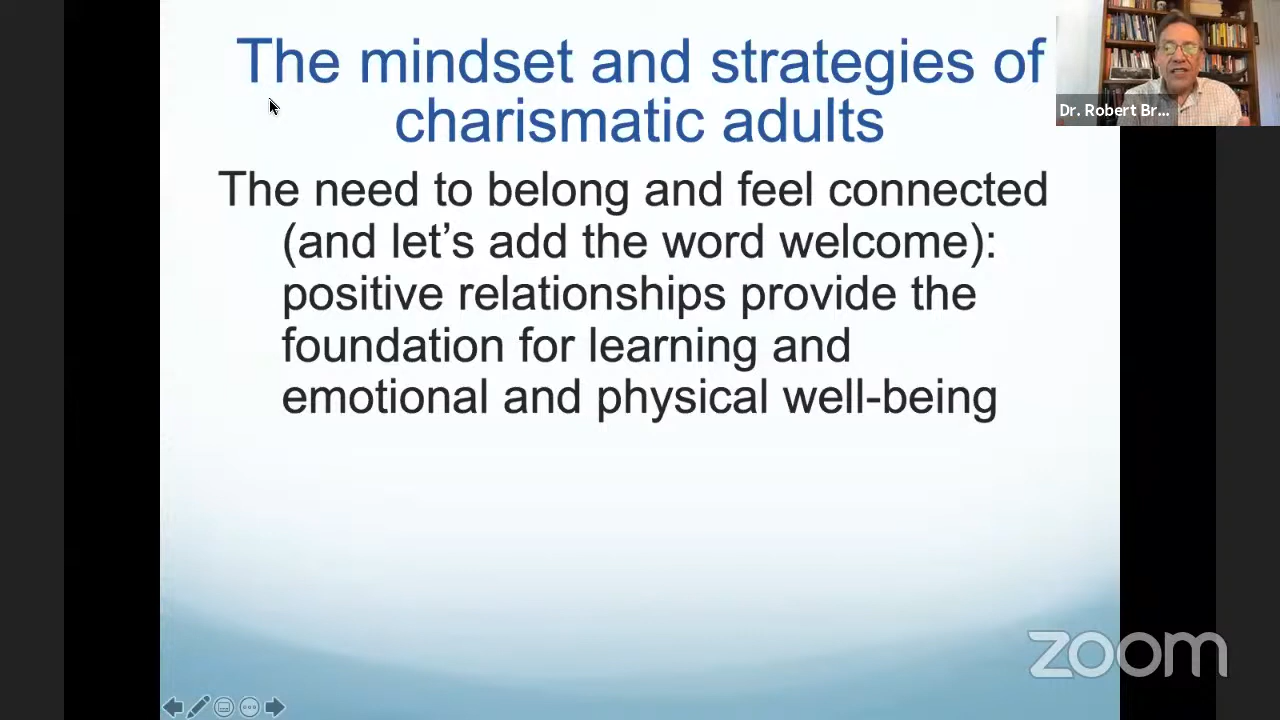 The mindset and strategies of
charismatic adults
Dr. Robert Br...
The need to belong and feel connected
(and let's add the word welcome):
positive relationships provide the
foundation for learning and
emotional and physical well-being
zoom